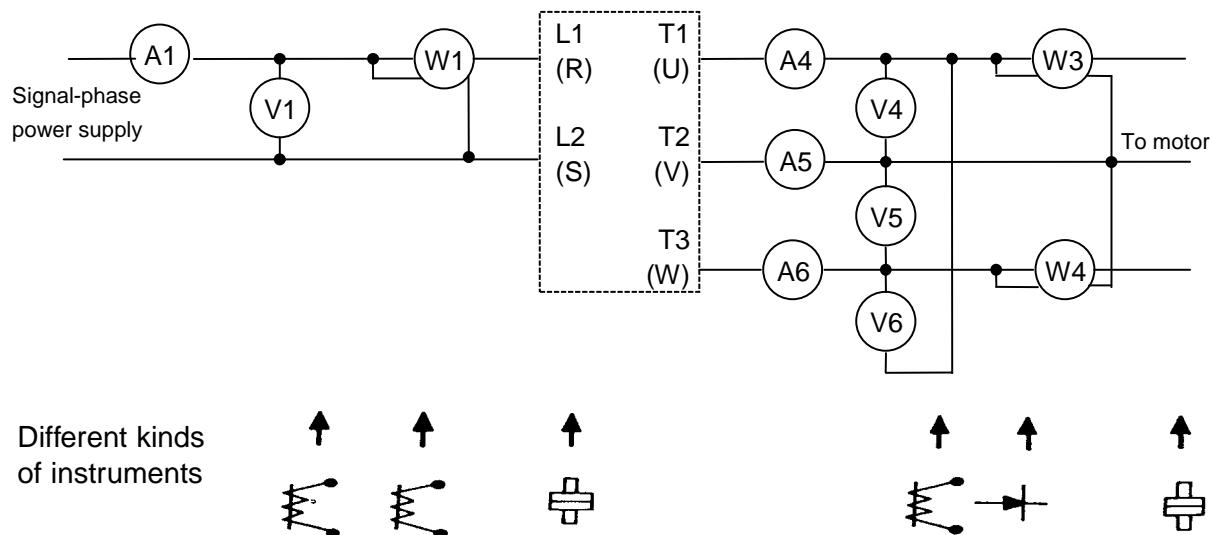 A1
V1
W1
Signal-phase
power supply
L1
(R)
L2
(S)
T1
(U)
T2
(V)
T3
(W)
A4
A5
A6
V4
V5
V6
W3
W4
To motor
Different kinds
of instruments